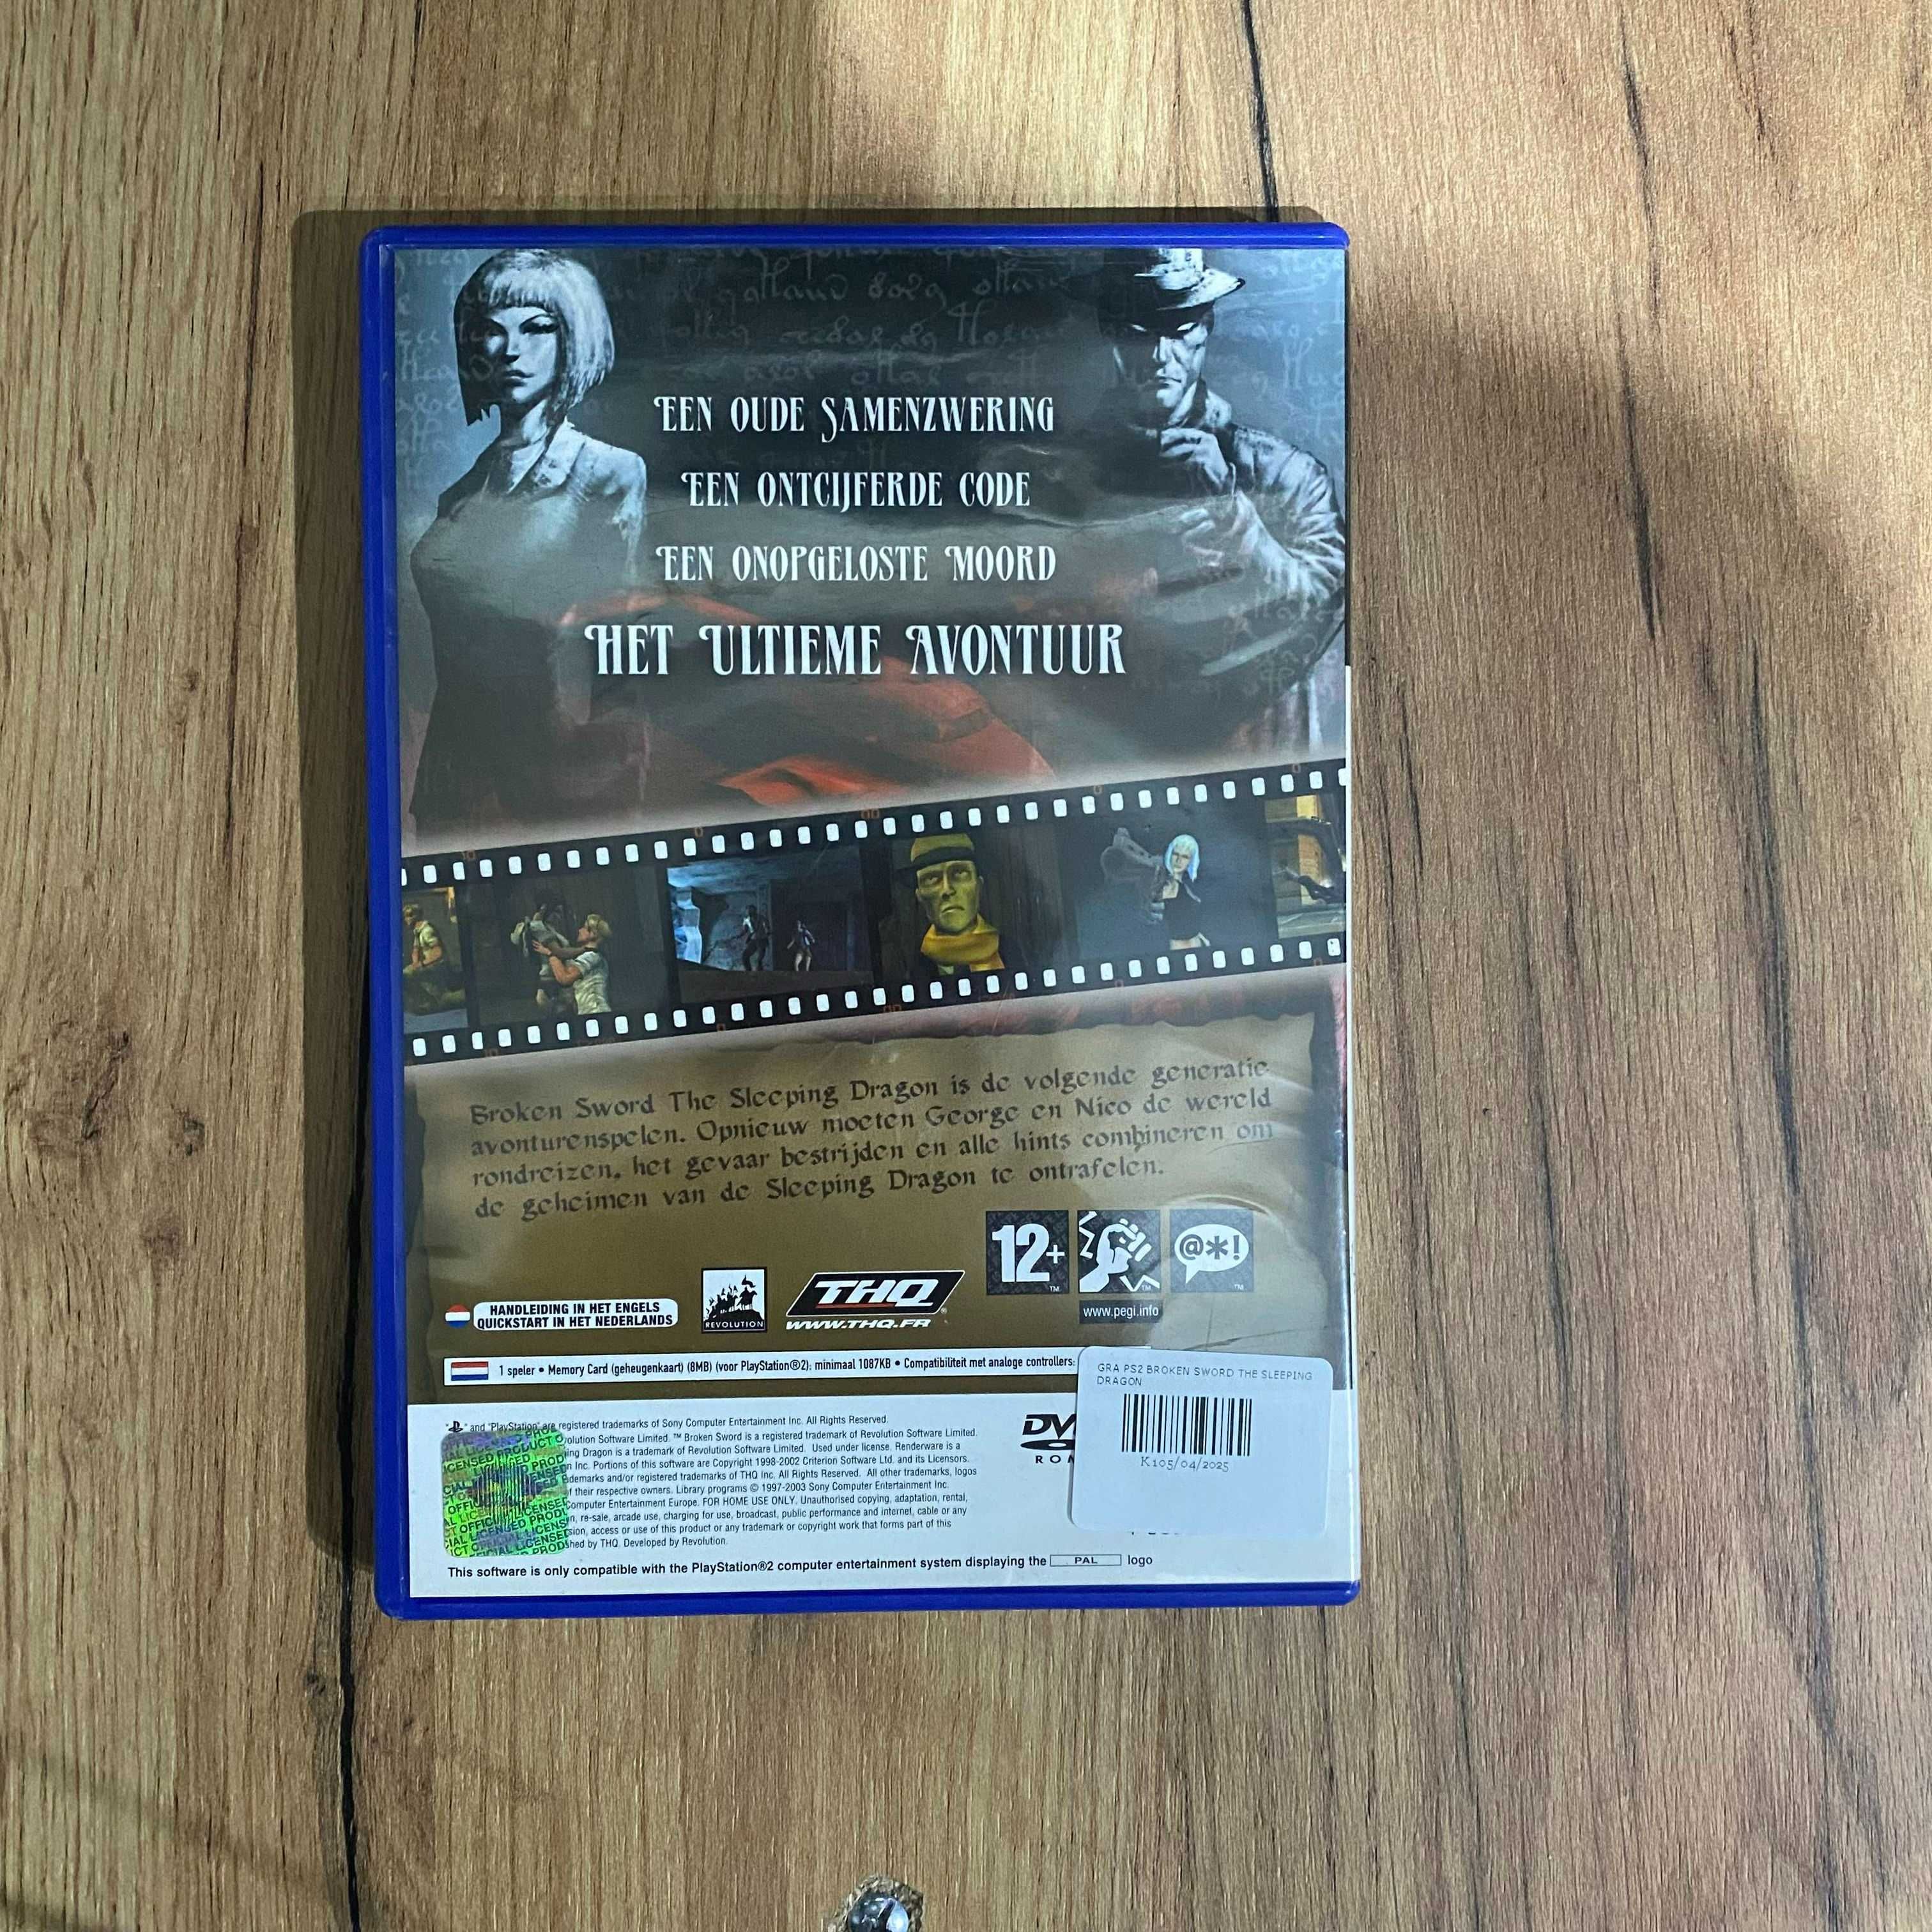 EEN OUDE SAMENZWERING
EEN ONTCIJFERDE CODE
EEN ONOPGELOSTE MOORD
HET ULTIEME AVONTUUR
Broken Sword The Sleeping Dragon is de volgende generatie
avonturenspelen. Opnieuw moeten George en Nico de wereld
rondreizen, het gevaar bestrijden en alle hints combineren om
de geheimen van de Sleeping Dragon te ontrafelen.
12+
@*!
www.pegi.info
HANDLEIDING IN HET ENGELS
QUICKSTART IN HET NEDERLANDS
REVOLUTION
THQ
WWW.THQ.FR
1 speler • Memory Card (geheugenkaart) (8MB) (voor PlayStation®2): minimaal 1087KB • Compatibiliteit met analoge controllers:
GRA PS2 BROKEN SWORD THE SLEEPING
DRAGON
K105/04/2025
" " and "PlayStation" are registered trademarks of Sony Computer Entertainment Inc. All Rights Reserved.
Software Limited. ™ Broken Sword is a registered trademark of Revolution Software Limited.
Dragon is a trademark of Revolution Software Limited. Used under license. Renderware is a
Inc. Portions of this software are Copyright 1998-2002 Criterion Software Ltd. and its Licensors.
and/or registered trademarks of THQ Inc. All Rights Reserved. All other trademarks, logos
their respective owners. Library programs © 1997-2003 Sony Computer Entertainment Inc.
Computer Entertainment Europe. FOR HOME USE ONLY. Unauthorised copying, adaptation, rental,
re-sale, arcade use, charging for use, broadcast, public performance and internet, cable or any
access or use of this product or any trademark or copyright work that forms part of this
by THQ. Developed by Revolution.
ROM
This software is only compatible with the PlayStation®2 computer entertainment system displaying the PAL logo